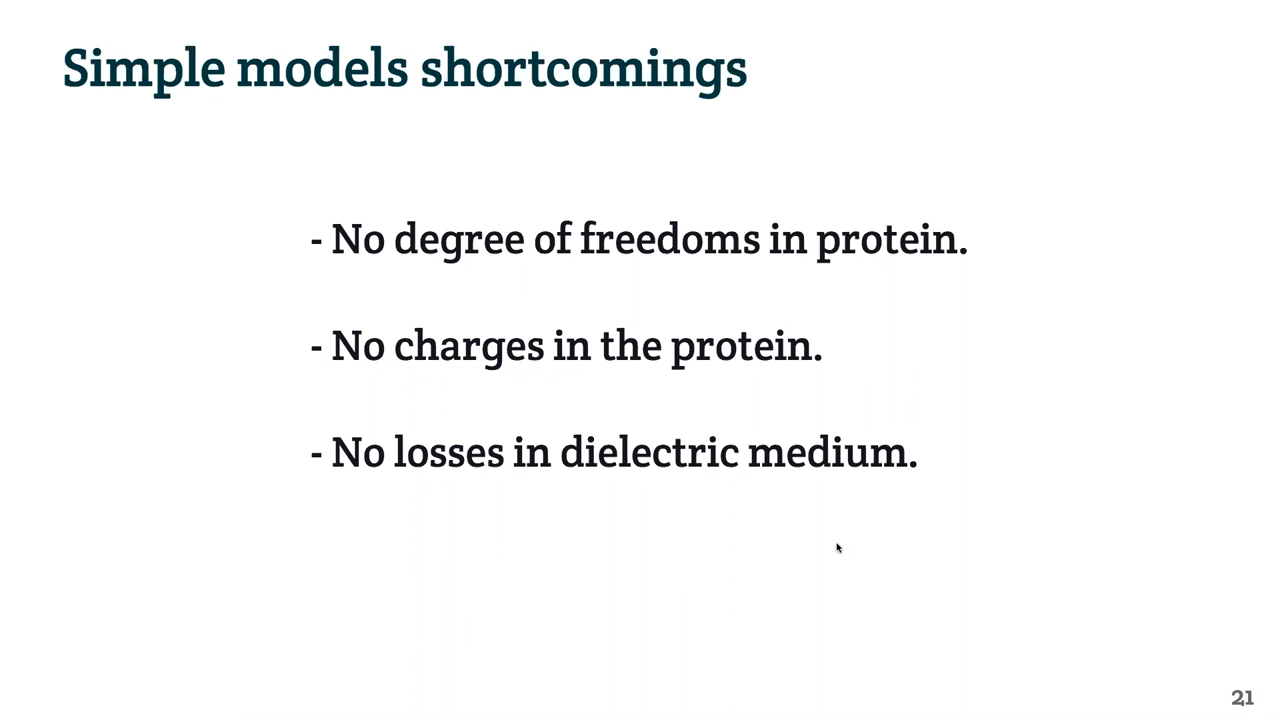 Simple models shortcomings
- No degree of freedoms in protein.
- No charges in the protein.
- No losses in dielectric medium.
21